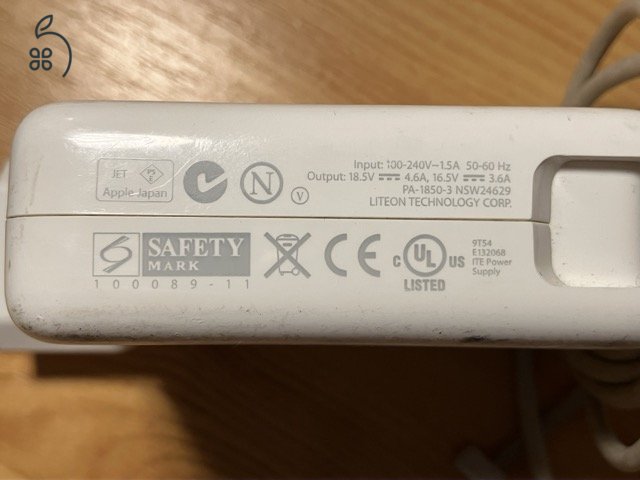 JET PS E
Apple Japan
N
V
Input: 100-240V~1.5A 50-60 Hz
Output: 18.5V ⎓ 4.6A, 16.5V ⎓ 3.6A
PA-1850-3 NSW24629
LITEON TECHNOLOGY CORP.
S SAFETY
MARK
100089-11
CE
c UL US
LISTED
9T54
E132068
ITE Power
Supply